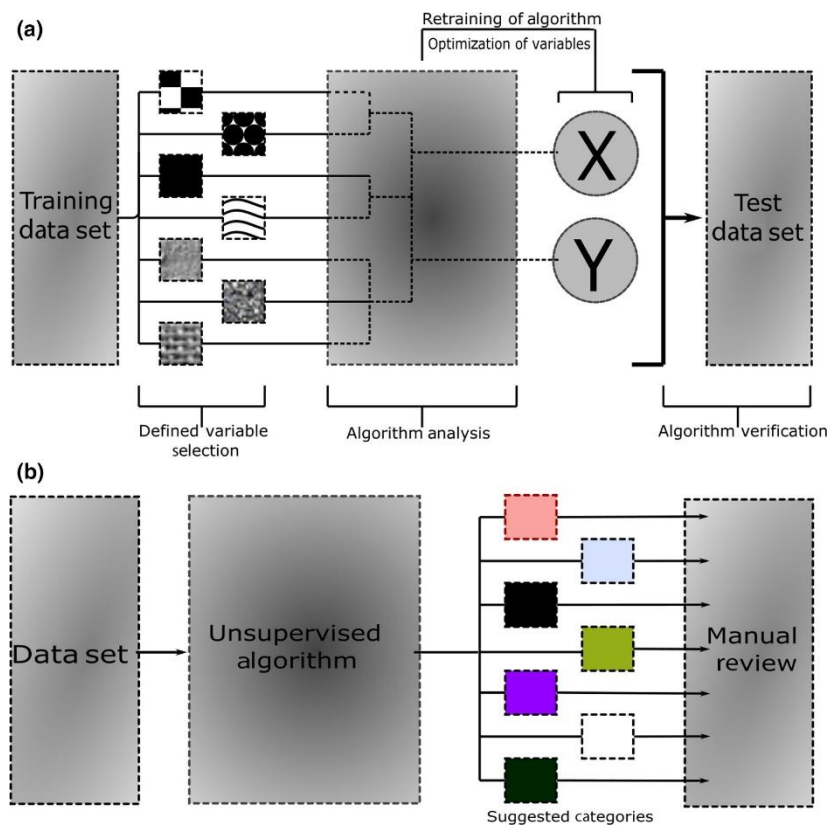 (a)
Retraining of algorithm
Optimization of variables
Training
data set
X
Y
Test
data set
Defined variable
selection
Algorithm analysis
Algorithm verification
(b)
Data set
Unsupervised
algorithm
Manual
review
Suggested categories